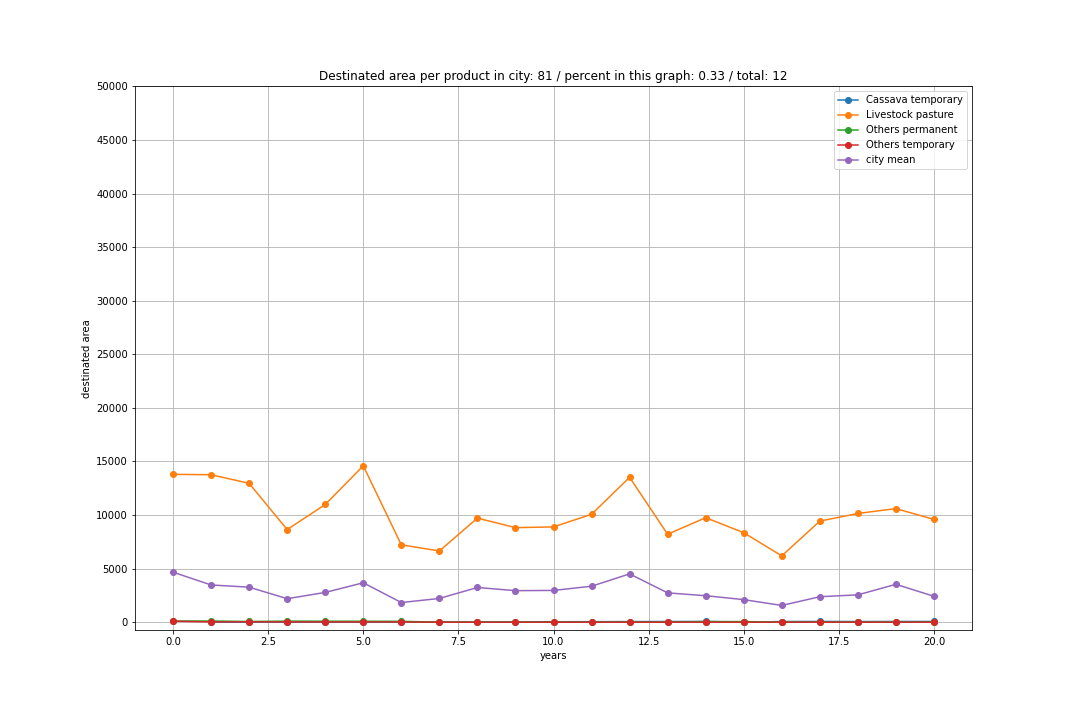 Destinated area per product in city: 81 / percent in this graph: 0.33 / total: 12
50000
45000
40000
35000
30000
25000
20000
15000
10000
5000
0
destinated area
Cassava temporary
Livestock pasture
Others permanent
Others temporary
city mean
0.0 2.5 5.0 7.5 10.0 12.5 15.0 17.5 20.0
years